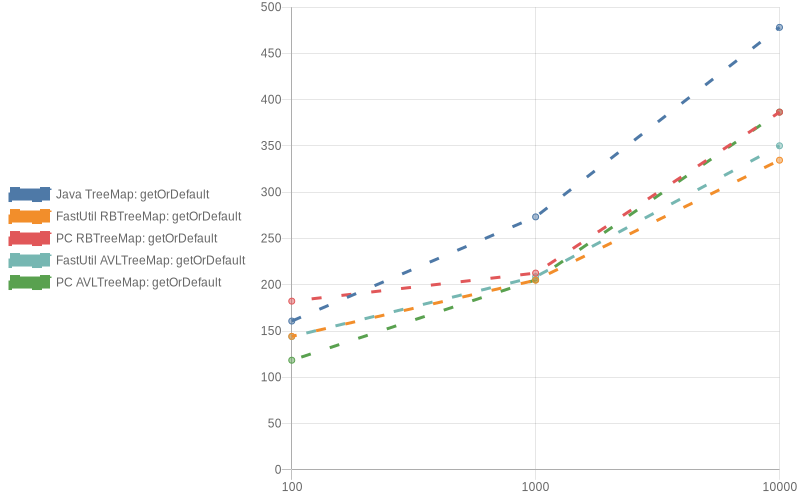 500
450
400
350
300
250
200
150
100
50
0
100 1000 10000
Java TreeMap: getOrDefault
FastUtil RBTreeMap: getOrDefault
PC RBTreeMap: getOrDefault
FastUtil AVLTreeMap: getOrDefault
PC AVLTreeMap: getOrDefault